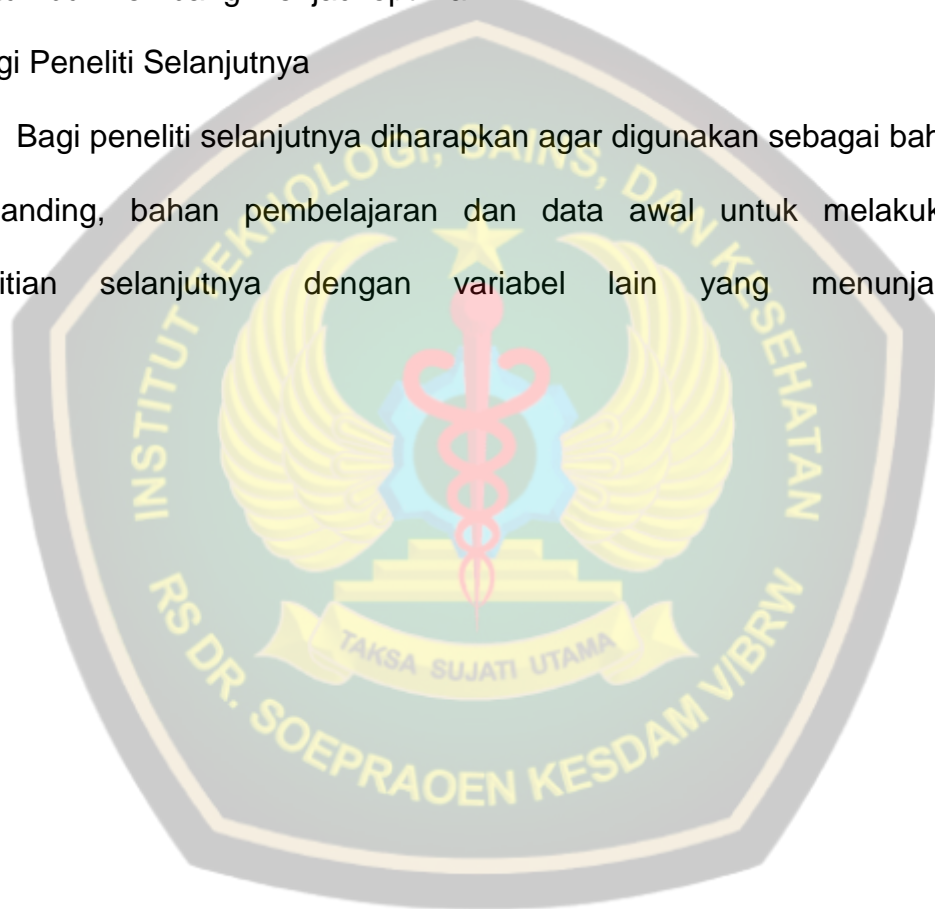 gi Peneliti Selanjutnya
Bagi peneliti selanjutnya diharapkan agar digunakan sebagai bah
anding, bahan pembelajaran dan data awal untuk melakuk
itian selanjutnya dengan variabel lain yang menunja
INSTITUT TEKNOLOGI, SAINS, DAN KESEHATAN
TAKSA SUJATI UTAMA
RS DR. SOEPRAOEN KESDAM V/BRW